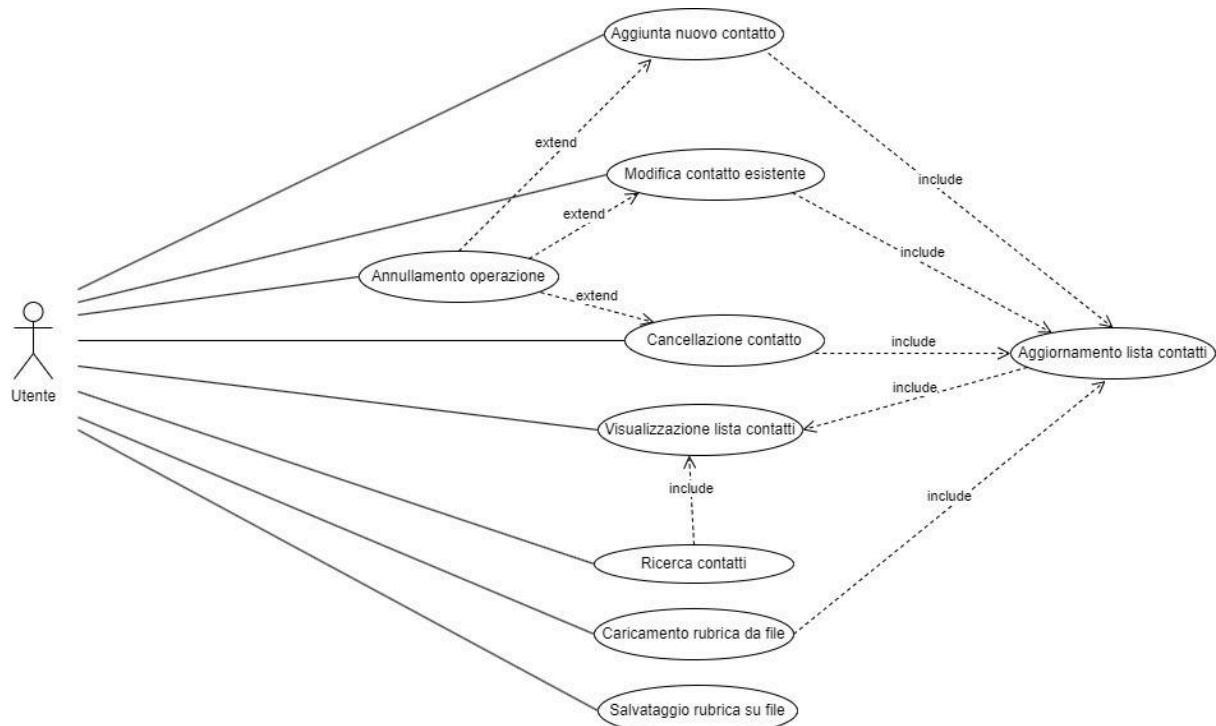 Aggiunta nuovo contatto
extend
Modifica contatto esistente
include
extend
include
Annullamento operazione
extend
Cancellazione contatto
include
Aggiornamento lista contatti
Utente
include
Visualizzazione lista contatti
include
include
Ricerca contatti
Caricamento rubrica da file
Salvataggio rubrica su file